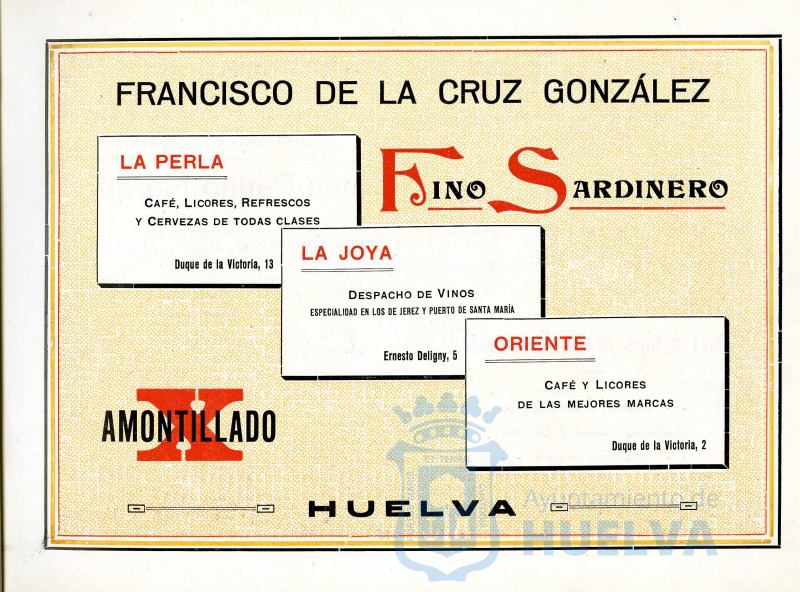 FRANCISCO DE LA CRUZ GONZÁLEZ
LA PERLA
CAFÉ, LICORES, REFRESCOS
Y CERVEZAS DE TODAS CLASES
Duque de la Victoria, 13
FINO SARDINERO
LA JOYA
DESPACHO DE VINOS
ESPECIALIDAD EN LOS DE JEREZ Y PUERTO DE SANTA MARÍA
Ernesto Deligny, 5
ORIENTE
CAFÉ Y LICORES
DE LAS MEJORES MARCAS
Duque de la Victoria, 2
X
AMONTILLADO
HUELVA
Ayuntamiento de
HUELVA